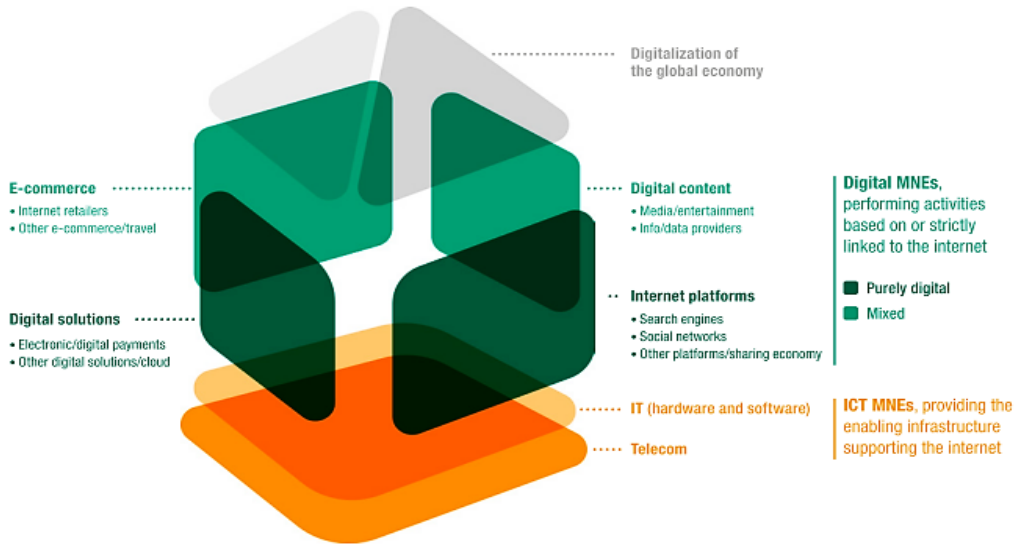 Digitalization of
the global economy
E-commerce
• Internet retailers
• Other e-commerce/travel
Digital content
• Media/entertainment
• Info/data providers
Digital MNEs,
performing activities
based on or strictly
linked to the internet
Purely digital
Mixed
Digital solutions
• Electronic/digital payments
• Other digital solutions/cloud
Internet platforms
• Search engines
• Social networks
• Other platforms/sharing economy
IT (hardware and software)
Telecom
ICT MNEs, providing the
enabling infrastructure
supporting the internet